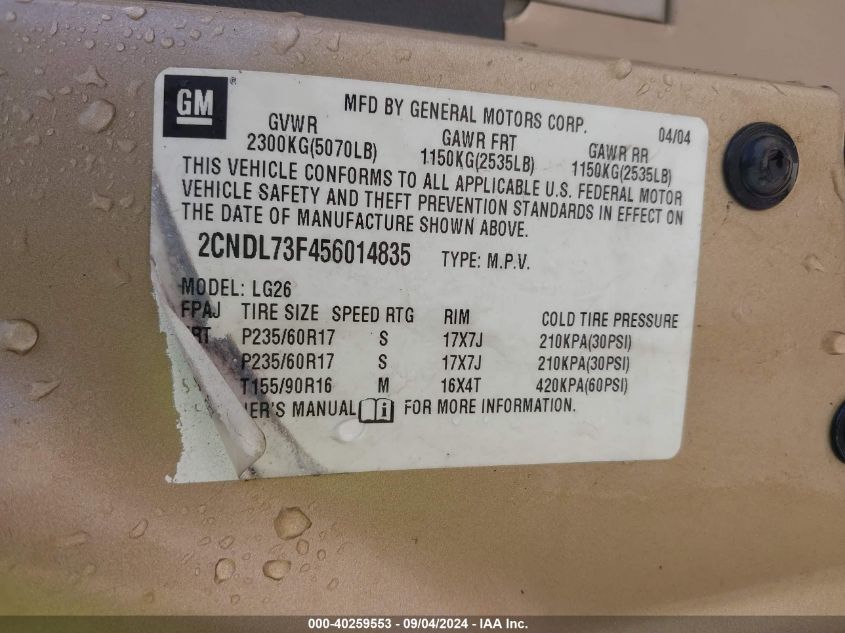 GM®
MFD BY GENERAL MOTORS CORP. 04/04
GVWR GAWR FRT GAWR RR
2300KG(5070LB) 1150KG(2535LB) 1150KG(2535LB)
THIS VEHICLE CONFORMS TO ALL APPLICABLE U.S. FEDERAL MOTOR
VEHICLE SAFETY AND THEFT PREVENTION STANDARDS IN EFFECT ON
THE DATE OF MANUFACTURE SHOWN ABOVE.
2CNDL73F456014835 TYPE: M.P.V.
MODEL: LG26
FPAJ TIRE SIZE SPEED RTG RIM COLD TIRE PRESSURE
RT P235/60R17 S 17X7J 210KPA(30PSI)
P235/60R17 S 17X7J 210KPA(30PSI)
T155/90R16 M 16X4T 420KPA(60PSI)
ER'S MANUAL FOR MORE INFORMATION.
000-40259553 - 09/04/2024 - IAA Inc.